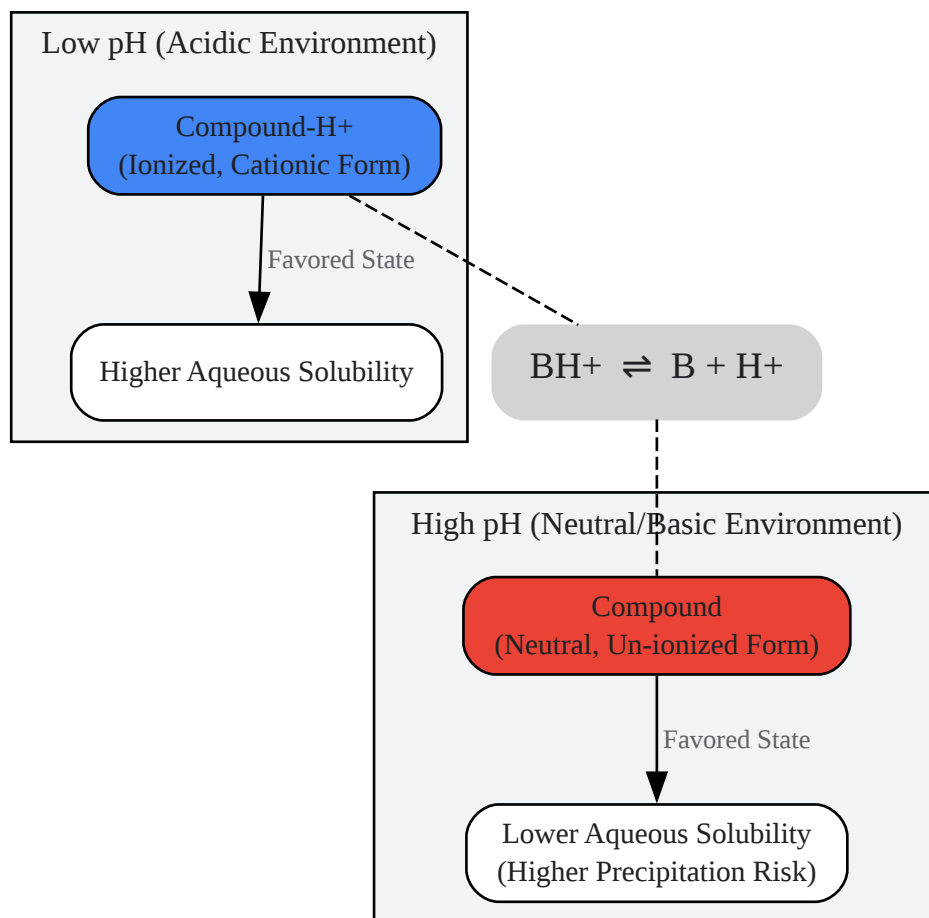 Low pH (Acidic Environment)
Compound-H+
(Ionized, Cationic Form)
Favored State
Higher Aqueous Solubility
BH+ ⇌ B + H+
High pH (Neutral/Basic Environment)
Compound
(Neutral, Un-ionized Form)
Favored State
Lower Aqueous Solubility
(Higher Precipitation Risk)